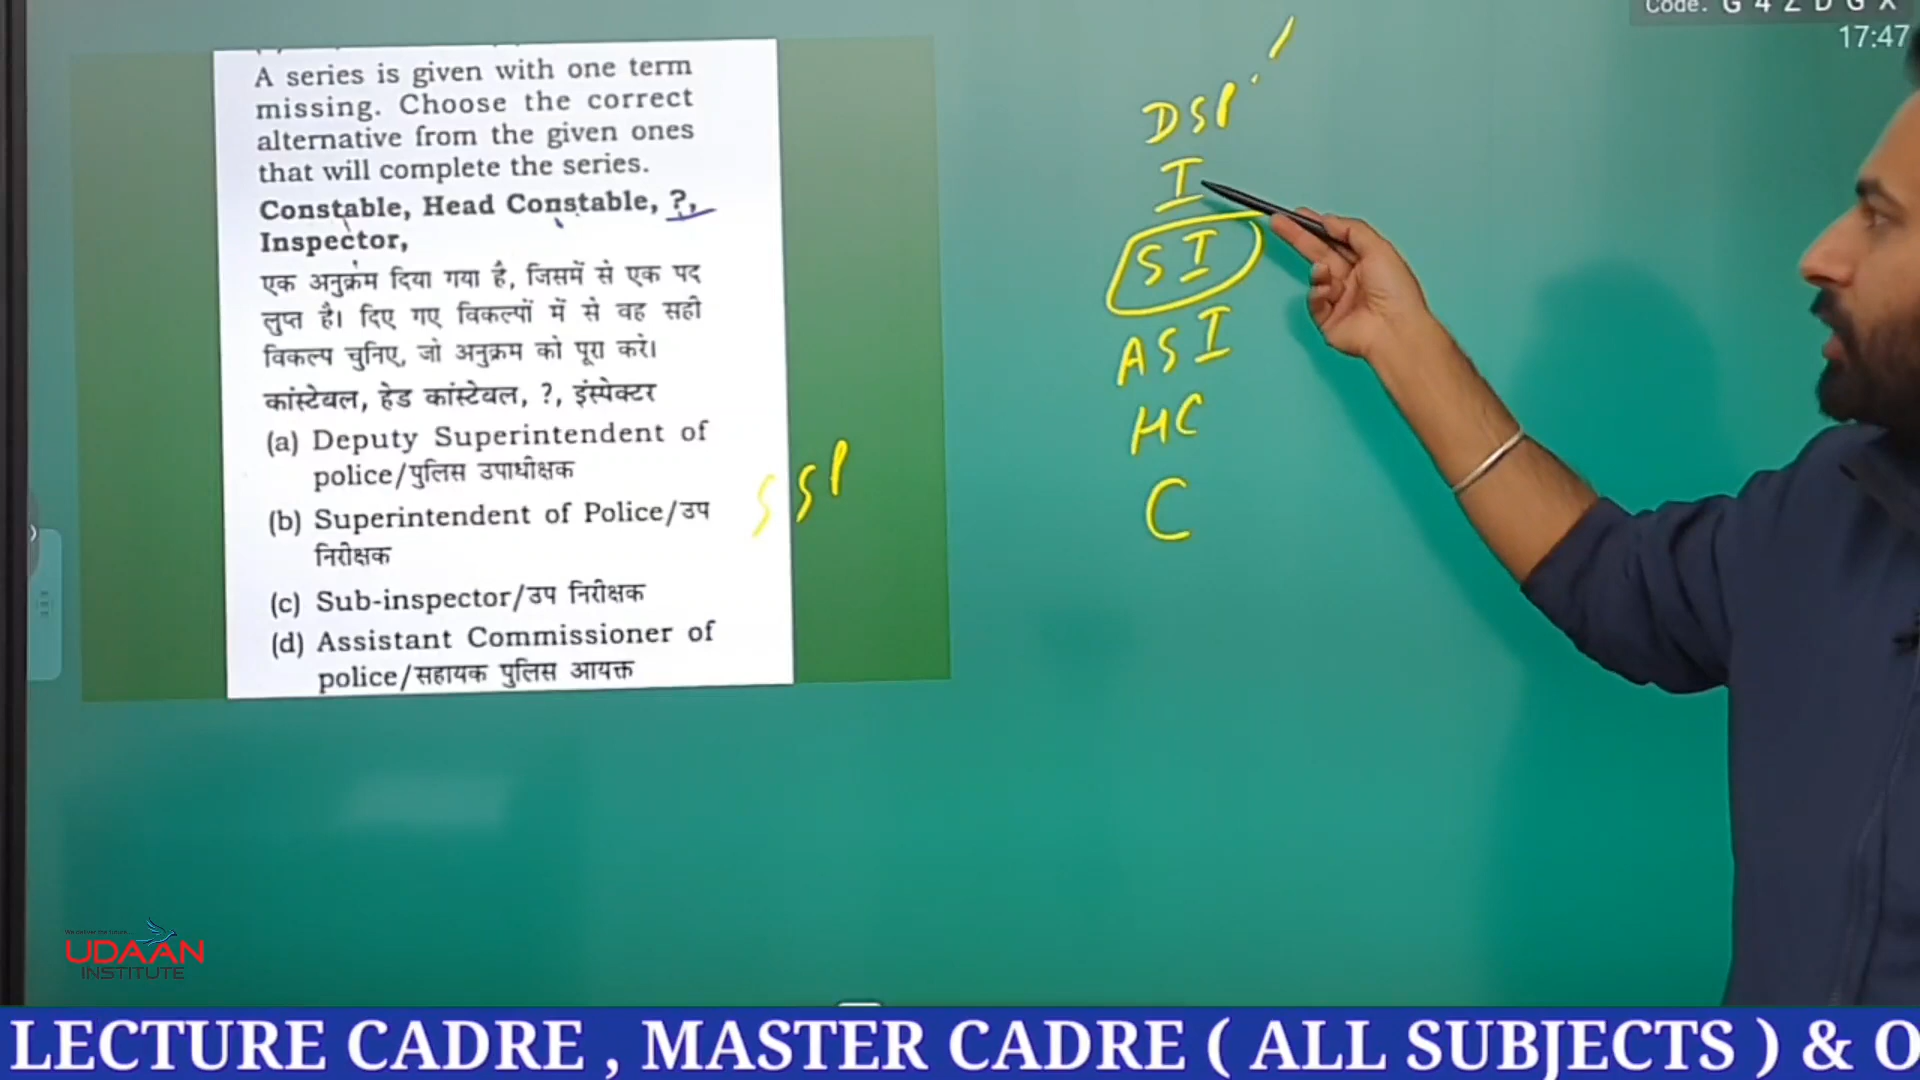 Code: G 4 Z D G X
17:47
A series is given with one term
missing. Choose the correct
alternative from the given ones
that will complete the series.
Constable, Head Constable, ?,
Inspector,
एक अनुक्रम दिया गया है, जिसमें से एक पद
लुप्त है। दिए गए विकल्पों में से वह सही
विकल्प चुनिए, जो अनुक्रम को पूरा करे।
कांस्टेबल, हेड कांस्टेबल, ?, इंस्पेक्टर
(a) Deputy Superintendent of
police/पुलिस उपाधीक्षक
(b) Superintendent of Police/उप
निरीक्षक
(c) Sub-inspector/उप निरीक्षक
(d) Assistant Commissioner of
police/सहायक पुलिस आयक्त
SSP
DSP
I
SI
ASI
HC
C
UDAAN
INSTITUTE
LECTURE CADRE , MASTER CADRE ( ALL SUBJECTS ) & O